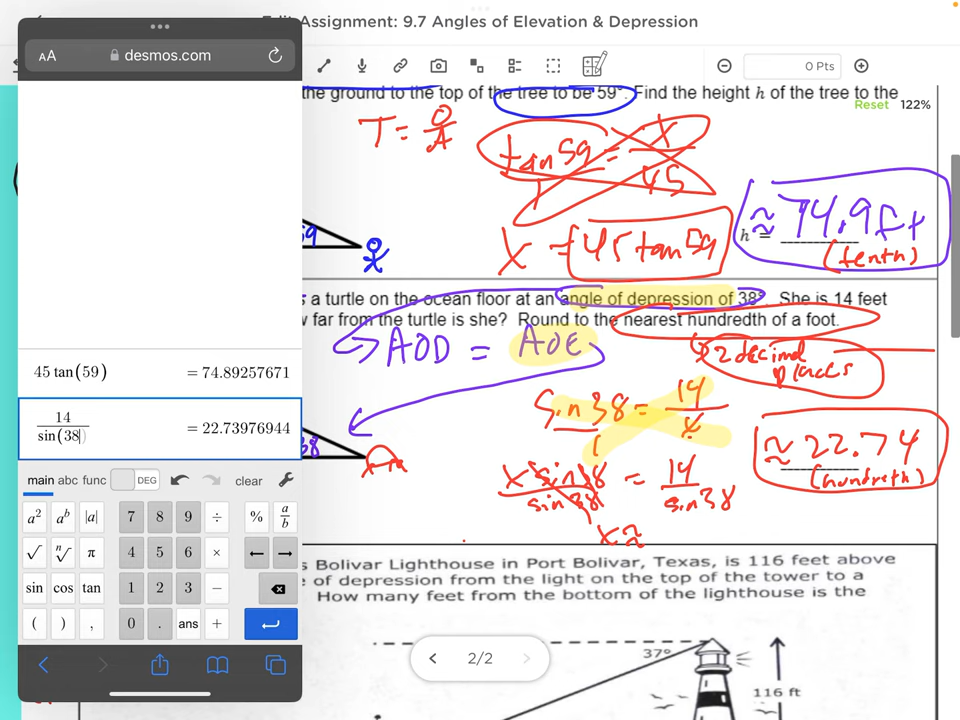 Edit Assignment: 9.7 Angles of Elevation & Depression
AA desmos.com
0 Pts
Reset 122%
the ground to the top of the tree to be 59°. Find the height h of the tree to the
T = O/A
tan 59 / 1 = x / 45
x = 45 tan 59
h = ≈ 74.9 ft
(tenth)
59
a turtle on the ocean floor at an angle of depression of 38°. She is 14 feet
far from the turtle is she? Round to the nearest hundredth of a foot.
AOD = AOE
2 decimal
places
sin 38 / 1 = 14 / x
x sin 38 / sin 38 = 14 / sin 38
x ≈
≈ 22.74
(hundredth)
38
45 tan(59) = 74.89257671
14 / sin(38) = 22.73976944
main abc func DEG clear
a² aᵇ |a| 7 8 9 ÷ % a/b
√ ⁿ√ π 4 5 6 × ← →
sin cos tan 1 2 3 −
( ) , 0 . ans +
Bolivar Lighthouse in Port Bolivar, Texas, is 116 feet above
of depression from the light on the top of the tower to a
How many feet from the bottom of the lighthouse is the
2/2
37°
116 ft